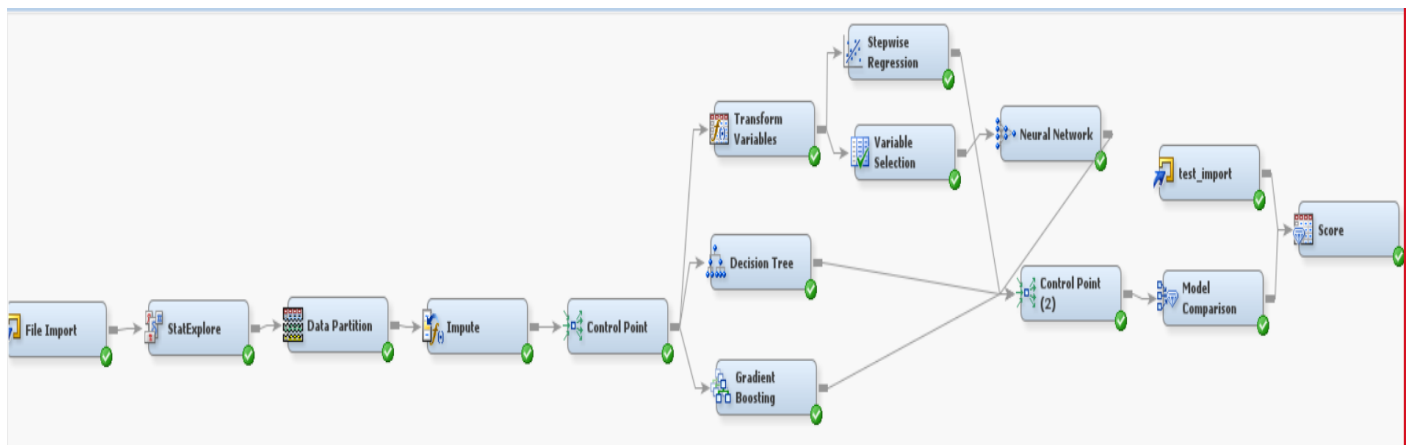 File Import
StatExplore
Data Partition
Impute
Control Point
Transform
Variables
Stepwise
Regression
Variable
Selection
Neural Network
Decision Tree
Gradient
Boosting
Control Point
(2)
test_import
Model
Comparison
Score